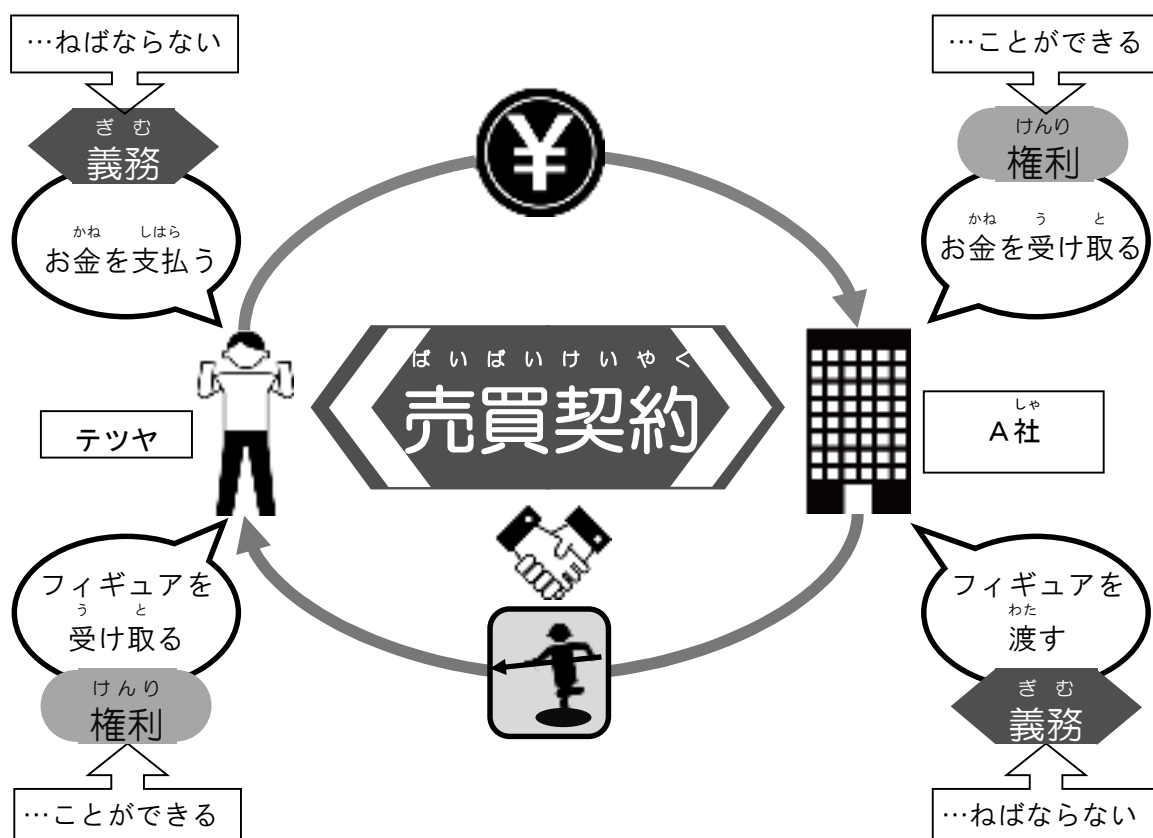 …ねばならない
ぎむ
義務
かね しはら
お金を支払う
…ことができる
けんり
権利
かね う と
お金を受け取る
¥
ばいばいけいやく
売買契約
テツヤ
しゃ
A社
フィギュアを
う と
受け取る
けんり
権利
…ことができる
フィギュアを
わた
渡す
ぎむ
義務
…ねばならない